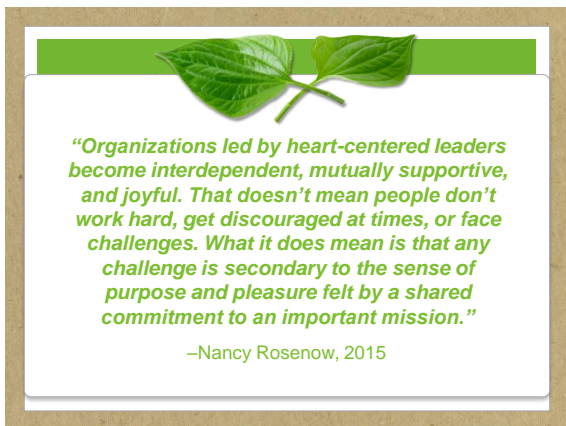 “Organizations led by heart-centered leaders
become interdependent, mutually supportive,
and joyful. That doesn’t mean people don’t
work hard, get discouraged at times, or face
challenges. What it does mean is that any
challenge is secondary to the sense of
purpose and pleasure felt by a shared
commitment to an important mission.”
–Nancy Rosenow, 2015